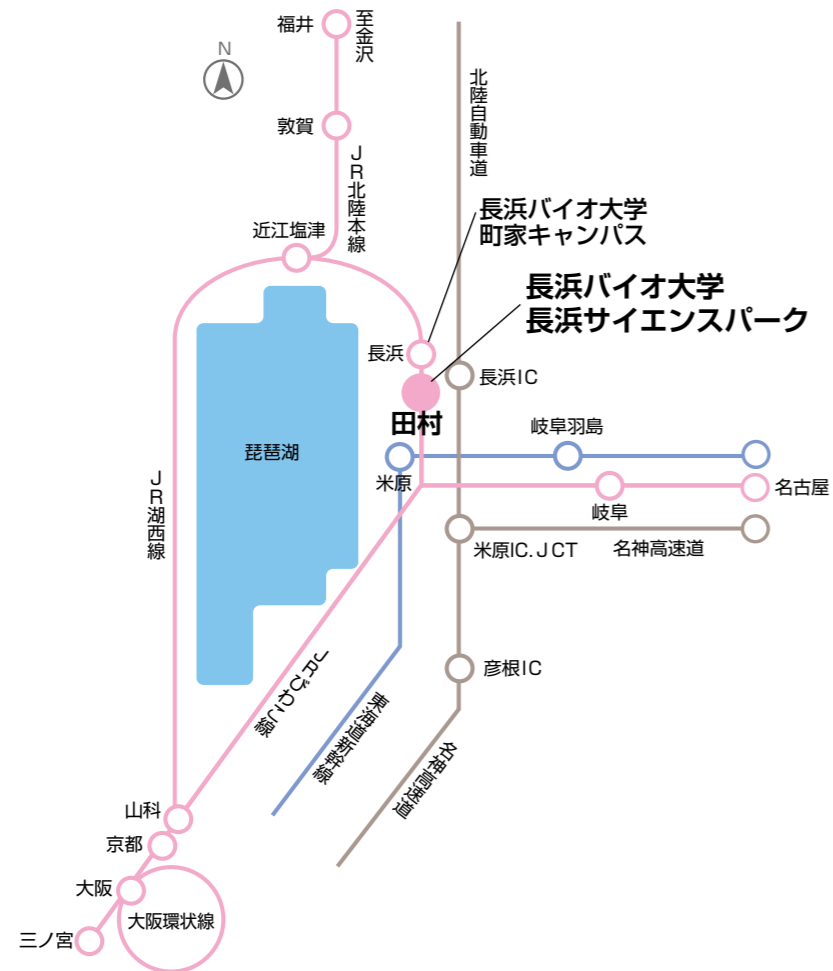 福井
至金沢
N
北陸自動車道
敦賀
JR北陸本線
長浜バイオ大学
町家キャンパス
近江塩津
長浜バイオ大学
長浜サイエンスパーク
長浜
長浜IC
田村
岐阜羽島
琵琶湖
米原
名古屋
JR湖西線
岐阜
米原IC.JCT
名神高速道
JRびわこ線
彦根IC
東海道新幹線
名神高速道
山科
京都
大阪
大阪環状線
三ノ宮